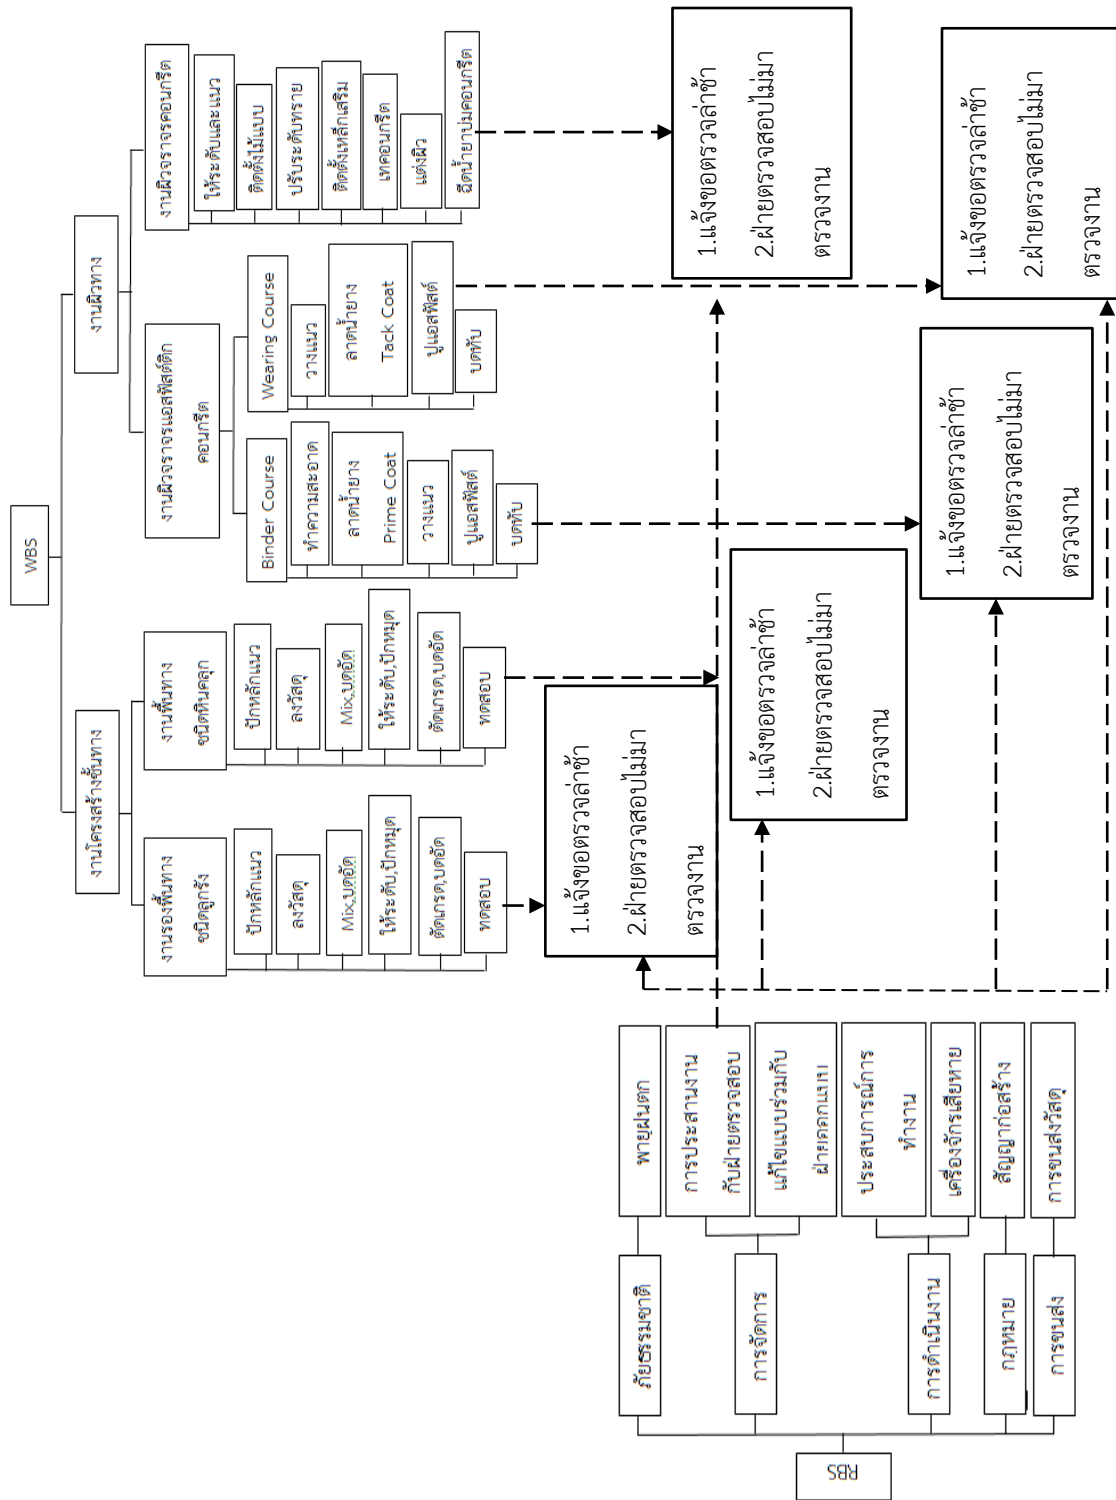 WBS
งานโครงสร้างชั้นทาง
งานผิวทาง
งานรองพื้นทาง
ชนิดลูกรัง
ปักหลักแนว
ลงวัสดุ
Mix,บดอัด
ให้ระดับ,ปักหมุด
ตัดเกรด,บดอัด
ทดสอบ
งานพื้นทาง
ชนิดหินคลุก
ปักหลักแนว
ลงวัสดุ
Mix,บดอัด
ให้ระดับ,ปักหมุด
ตัดเกรด,บดอัด
ทดสอบ
งานผิวจราจรแอสฟัสต์ติก
คอนกรีต
Binder Course
ทำความสะอาด
ลาดน้ำยาง
Prime Coat
วางแนว
ปูแอสฟัสต์
บดทับ
Wearing Course
วางแนว
ลาดน้ำยาง
Tack Coat
ปูแอสฟัสต์
บดทับ
งานผิวจราจรคอนกรีต
ให้ระดับและแนว
ติดตั้งไม้แบบ
ปรับระดับทราย
ติดตั้งเหล็กเสริม
เทคอนกรีต
แต่งผิว
ฉีดน้ำยาบ่มคอนกรีต
RBS
ภัยธรรมชาติ
พายุฝนตก
การจัดการ
การประสานงาน
กับฝ่ายตรวจสอบ
แก้ไขแบบร่วมกับ
ฝ่ายออกแบบ
การดำเนินงาน
ประสบการณ์การ
ทำงาน
เครื่องจักรเสียหาย
กฎหมาย
สัญญาก่อสร้าง
การขนส่ง
การขนส่งวัสดุ
1.แจ้งขอตรวจล่าช้า
2.ฝ่ายตรวจสอบไม่มา
ตรวจงาน
1.แจ้งขอตรวจล่าช้า
2.ฝ่ายตรวจสอบไม่มา
ตรวจงาน
1.แจ้งขอตรวจล่าช้า
2.ฝ่ายตรวจสอบไม่มา
ตรวจงาน
1.แจ้งขอตรวจล่าช้า
2.ฝ่ายตรวจสอบไม่มา
ตรวจงาน
1.แจ้งขอตรวจล่าช้า
2.ฝ่ายตรวจสอบไม่มา
ตรวจงาน